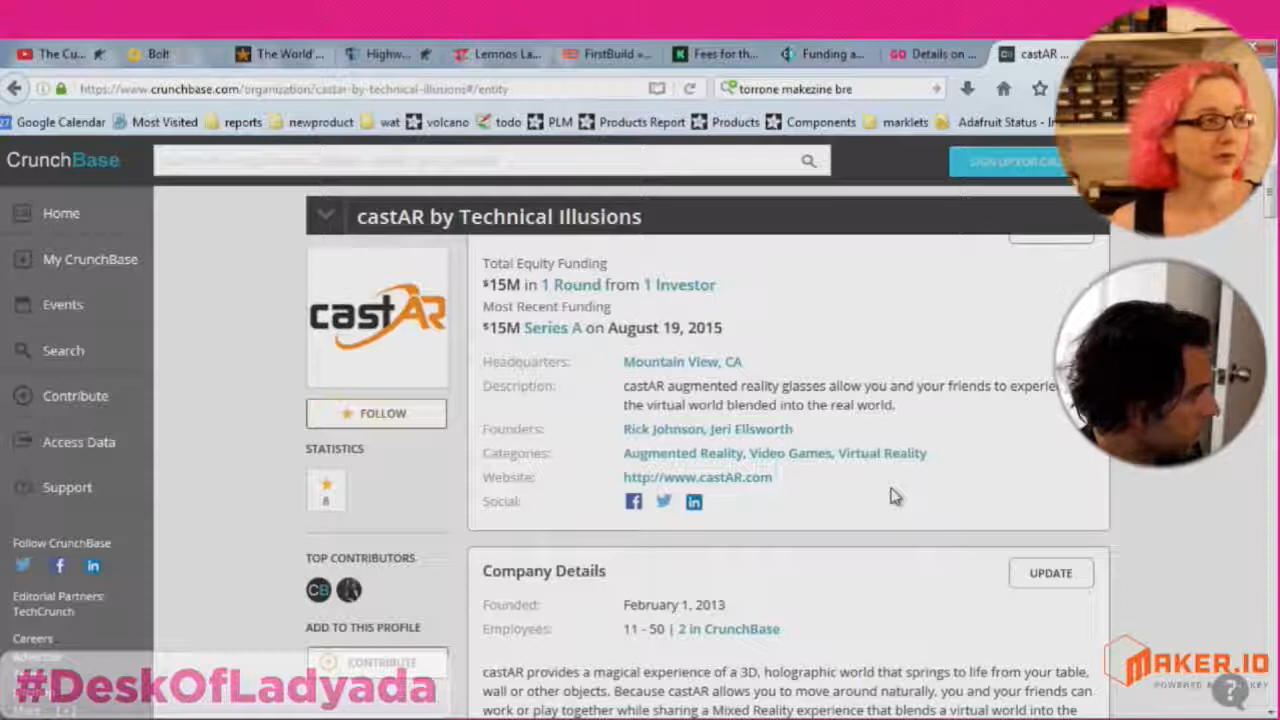 The Cu...
Bolt
The World ...
Highw...
Lemnos La...
FirstBuild »...
Fees for th...
Funding a...
GO Details on ...
castAR ...
https://www.crunchbase.com/organization/castar-by-technical-illusions#/entity
torrone makezine bre
27 Google Calendar
Most Visited
reports
newproduct
wat
volcano
todo
PLM
Products Report
Products
Components
marklets
Adafruit Status - In
CrunchBase
SIGN UP FOR
Home
My CrunchBase
Events
Search
Contribute
Access Data
Support
Follow CrunchBase
Editorial Partners:
TechCrunch
Careers
castAR by Technical Illusions
castAR
FOLLOW
STATISTICS
8
TOP CONTRIBUTORS
CB
ADD TO THIS PROFILE
CONTRIBUTE
Total Equity Funding
$15M in 1 Round from 1 Investor
Most Recent Funding
$15M Series A on August 19, 2015
Headquarters: Mountain View, CA
Description: castAR augmented reality glasses allow you and your friends to experie
the virtual world blended into the real world.
Founders: Rick Johnson, Jeri Ellsworth
Categories: Augmented Reality, Video Games, Virtual Reality
Website: http://www.castAR.com
Social:
Company Details
UPDATE
Founded: February 1, 2013
Employees: 11 - 50 | 2 in CrunchBase
castAR provides a magical experience of a 3D, holographic world that springs to life from your table,
wall or other objects. Because castAR allows you to move around naturally, you and your friends can
work or play together while sharing a Mixed Reality experience that blends a virtual world into the
#DeskOfLadyada
MAKER.IO
?